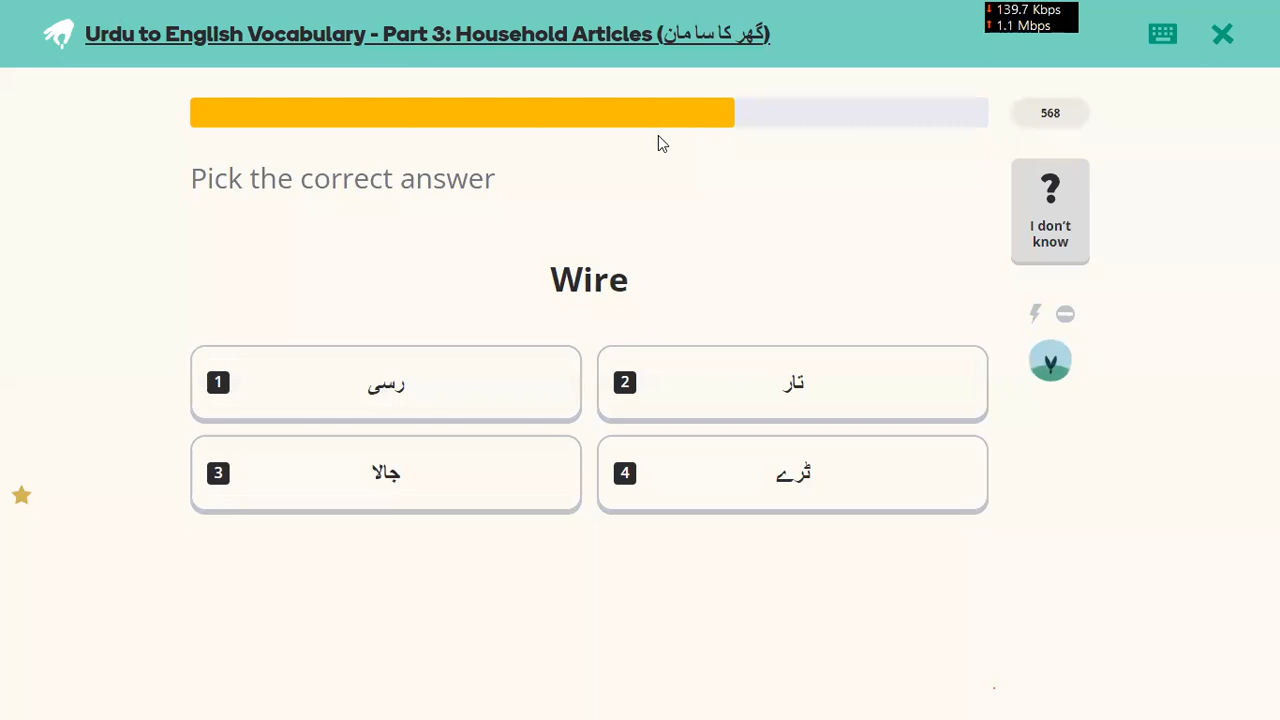 Urdu to English Vocabulary - Part 3: Household Articles (گھر کا سامان)
139.7 Kbps
1.1 Mbps
568
Pick the correct answer
?
I don't
know
Wire
1 رسی
2 تار
3 جالا
4 ٹرے